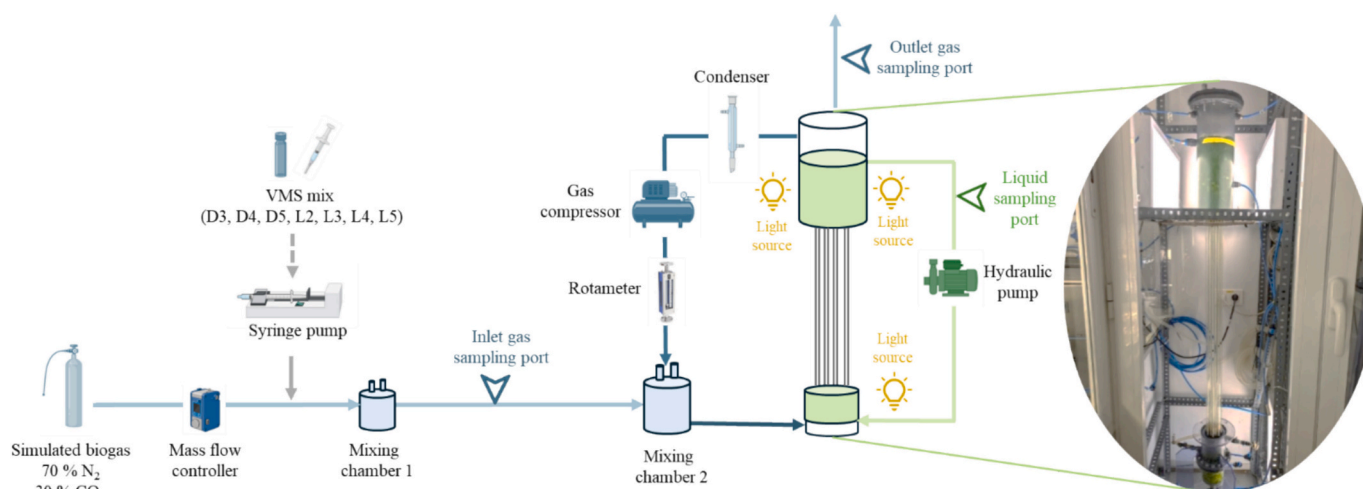 Outlet gas
sampling port
Condenser
VMS mix
(D3, D4, D5, L2, L3, L4, L5)
Gas
compressor
Light
source
Light
source
Liquid
sampling
port
Rotameter
Hydraulic
pump
Syringe pump
Inlet gas
sampling port
Light
source
Simulated biogas
70 % N₂
Mass flow
controller
Mixing
chamber 1
Mixing
chamber 2